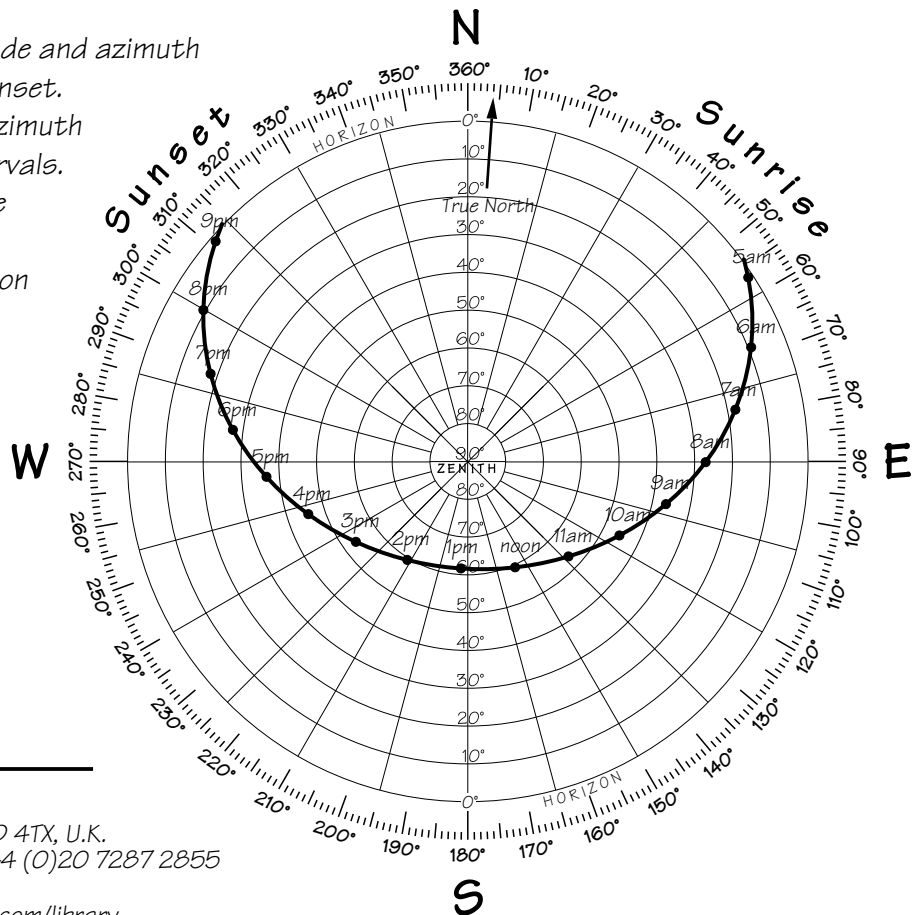 de and azimuth
nset.
zimuth
rvals.
e
on
N
Sunset
Sunrise
W
E
S
HORIZON
HORIZON
True North
ZENITH
360°
10°
20°
30°
40°
50°
60°
70°
80°
90°
100°
110°
120°
130°
140°
150°
160°
170°
180°
190°
200°
210°
220°
230°
240°
250°
260°
270°
280°
290°
300°
310°
320°
330°
340°
350°
0°
10°
20°
30°
40°
50°
60°
70°
80°
90°
80°
70°
60°
50°
40°
30°
20°
10°
0°
5am
6am
7am
8am
9am
10am
11am
noon
1pm
2pm
3pm
4pm
5pm
6pm
7pm
8pm
9pm
4TX, U.K.
4 (0)20 7287 2855
com/library